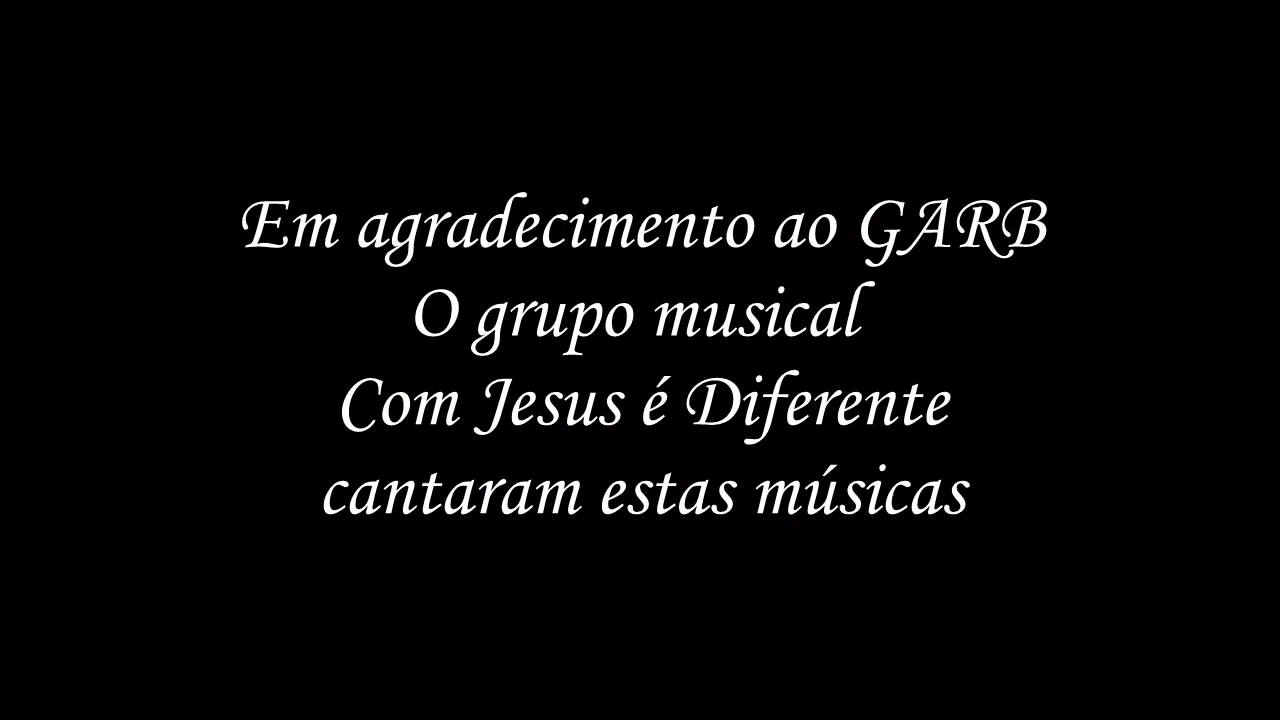 Em agradecimento ao GARB
O grupo musical
Com Jesus é Diferente
cantaram estas músicas